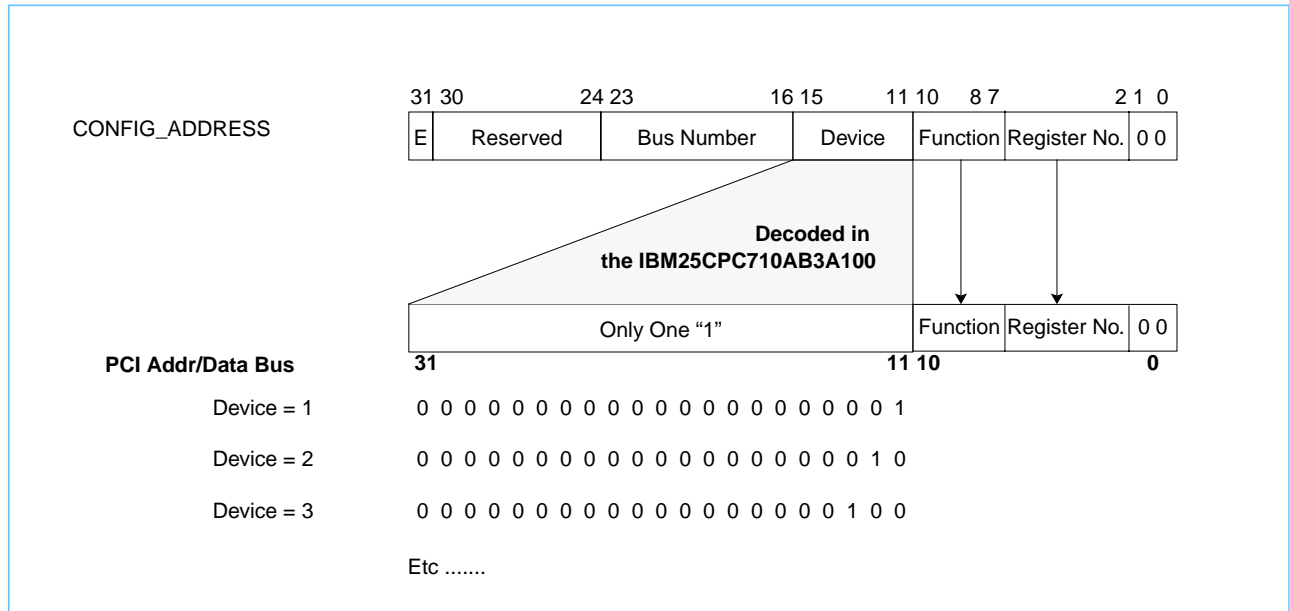 31 30 24 23 16 15 11 10 8 7 2 1 0
CONFIG_ADDRESS E Reserved Bus Number Device Function Register No. 0 0
Decoded in
the IBM25CPC710AB3A100
Only One “1” Function Register No. 0 0
PCI Addr/Data Bus 31 11 10 0
Device = 1 0 0 0 0 0 0 0 0 0 0 0 0 0 0 0 0 0 0 0 0 1
Device = 2 0 0 0 0 0 0 0 0 0 0 0 0 0 0 0 0 0 0 0 1 0
Device = 3 0 0 0 0 0 0 0 0 0 0 0 0 0 0 0 0 0 0 1 0 0
Etc .......